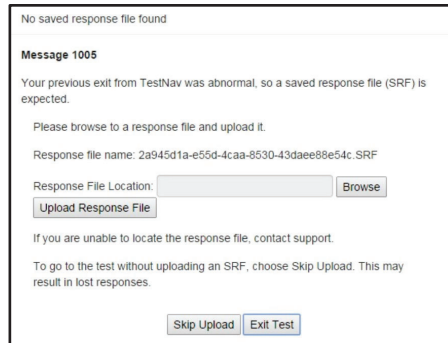 No saved response file found
Message 1005
Your previous exit from TestNav was abnormal, so a saved response file (SRF) is
expected.
Please browse to a response file and upload it.
Response file name: 2a945d1a-e55d-4caa-8530-43daee88e54c.SRF
Response File Location: Browse
Upload Response File
If you are unable to locate the response file, contact support.
To go to the test without uploading an SRF, choose Skip Upload. This may
result in lost responses.
Skip Upload Exit Test